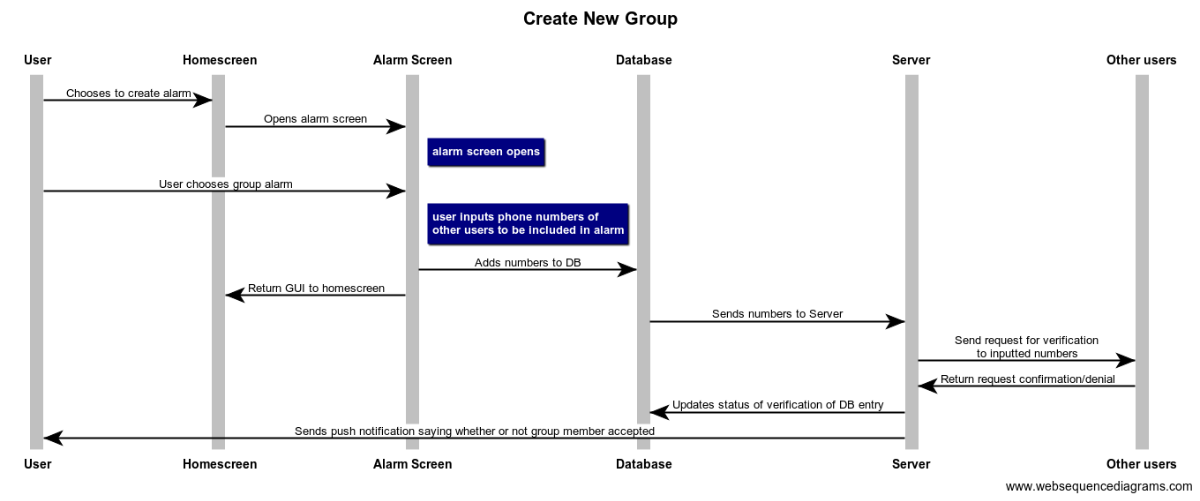 Create New Group
User Homescreen Alarm Screen Database Server Other users
Chooses to create alarm
Opens alarm screen
alarm screen opens
User chooses group alarm
user inputs phone numbers of
other users to be included in alarm
Adds numbers to DB
Return GUI to homescreen
Sends numbers to Server
Send request for verification
to inputted numbers
Return request confirmation/denial
Updates status of verification of DB entry
Sends push notification saying whether or not group member accepted
User Homescreen Alarm Screen Database Server Other users
www.websequencediagrams.com